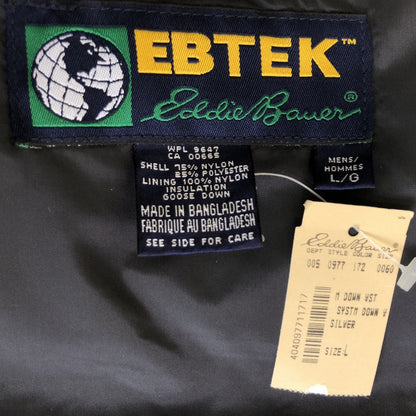 EBTEK™
Eddie Bauer®
WPL 9647
CA 00665
SHELL 75% NYLON
25% POLYESTER
LINING 100% NYLON
INSULATION
GOOSE DOWN
MADE IN BANGLADESH
FABRIQUE AU BANGLADESH
SEE SIDE FOR CARE
MENS/
HOMMES
L/G
Eddie Bauer®
DEPT STYLE COLOR SIZE
005 0977 172 0060
M DOWN VST
SYSTM DOWN V
SILVER
SIZE L
404097711717